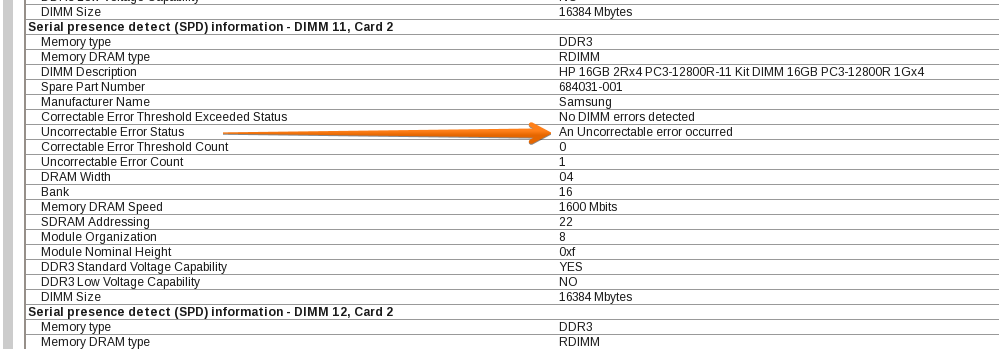 DIMM Size 16384 Mbytes
Serial presence detect (SPD) information - DIMM 11, Card 2
Memory type DDR3
Memory DRAM type RDIMM
DIMM Description HP 16GB 2Rx4 PC3-12800R-11 Kit DIMM 16GB PC3-12800R 1Gx4
Spare Part Number 684031-001
Manufacturer Name Samsung
Correctable Error Threshold Exceeded Status No DIMM errors detected
Uncorrectable Error Status An Uncorrectable error occurred
Correctable Error Threshold Count 0
Uncorrectable Error Count 1
DRAM Width 04
Bank 16
Memory DRAM Speed 1600 Mbits
SDRAM Addressing 22
Module Organization 8
Module Nominal Height 0xf
DDR3 Standard Voltage Capability YES
DDR3 Low Voltage Capability NO
DIMM Size 16384 Mbytes
Serial presence detect (SPD) information - DIMM 12, Card 2
Memory type DDR3
Memory DRAM type RDIMM